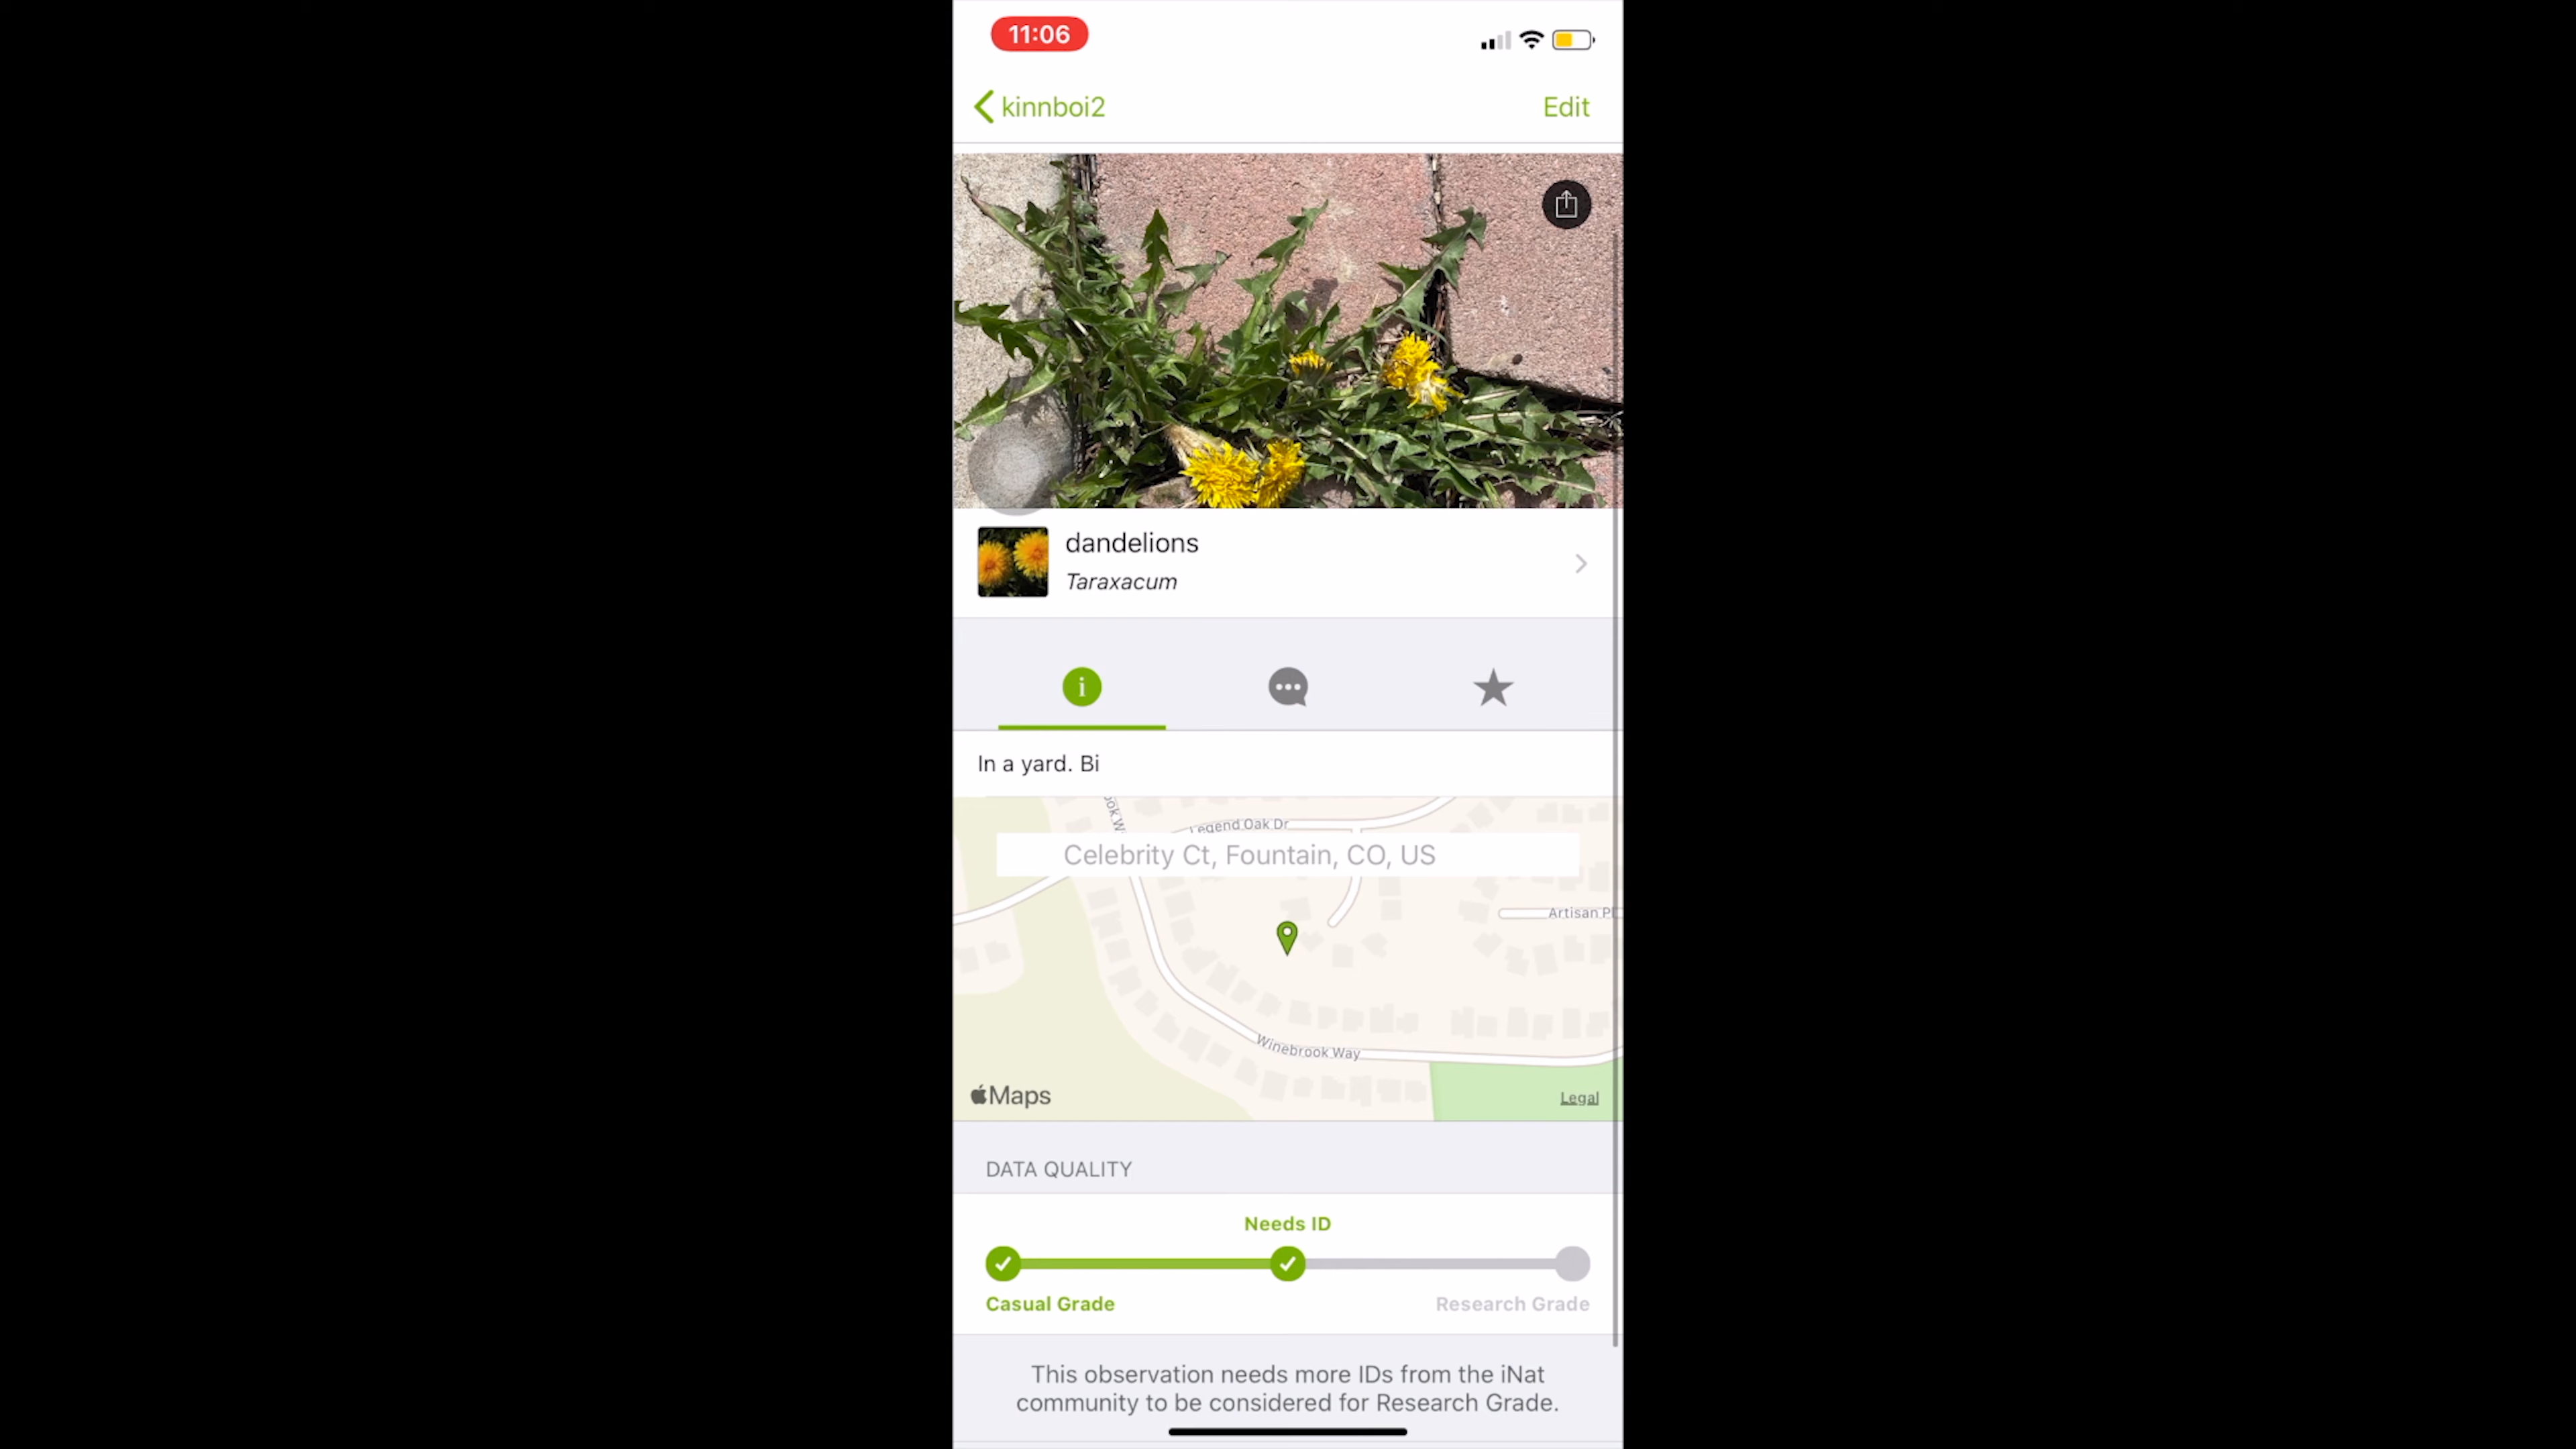 11:06
kinnboi2
Edit
dandelions
Taraxacum
i
In a yard. Bi
Legend Oak Dr
Celebrity Ct, Fountain, CO, US
Artisan Pl
Winebrook Way
Maps
Legal
DATA QUALITY
Needs ID
Casual Grade
Research Grade
This observation needs more IDs from the iNat
community to be considered for Research Grade.